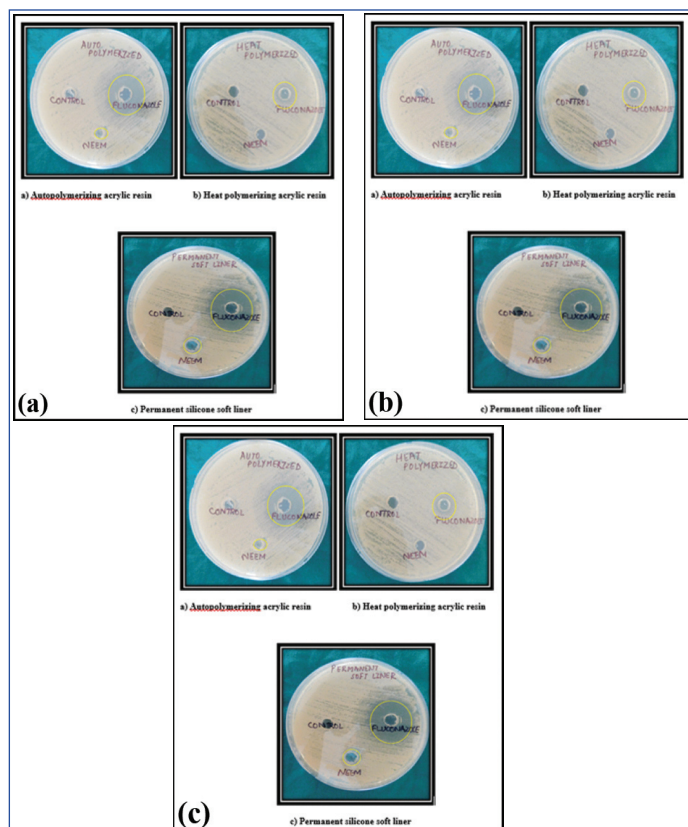 AUTO
POLYMERIZED
CONTROL
FLUCOKAZOLE
NEEM
HEAT
POLYMERIZED
CONTROL
FLUCONAZOLE
NEEM
a) Autopolymerizing acrylic resin
b) Heat polymerizing acrylic resin
PERMANENT
SOFT LINER
CONTROL
FLUCONAZOLE
NEEM
(a)
c) Permanent silicone soft liner
AUTO
POLYMERIZED
CONTROL
FLUCOKAZOLE
NEEM
HEAT
POLYMERIZED
CONTROL
FLUCONAZOLE
NEEM
a) Autopolymerizing acrylic resin
b) Heat polymerizing acrylic resin
PERMANENT
SOFT LINER
CONTROL
FLUCONAZOLE
NEEM
(b)
c) Permanent silicone soft liner
AUTO
POLYMERIZED
CONTROL
FLUCOKAZOLE
NEEM
HEAT
POLYMERIZED
CONTROL
FLUCONAZOLE
NEEM
a) Autopolymerizing acrylic resin
b) Heat polymerizing acrylic resin
PERMANENT
SOFT LINER
CONTROL
FLUCONAZOLE
NEEM
(c)
c) Permanent silicone soft liner